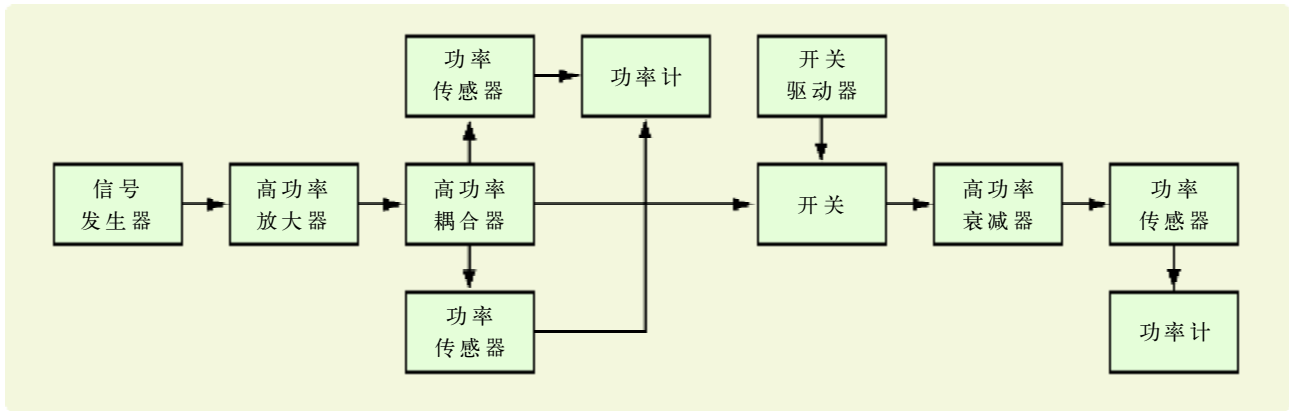 功率
传感器
功率计
开关
驱动器
信号
发生器
高功率
放大器
高功率
耦合器
开关
高功率
衰减器
功率
传感器
功率
传感器
功率计